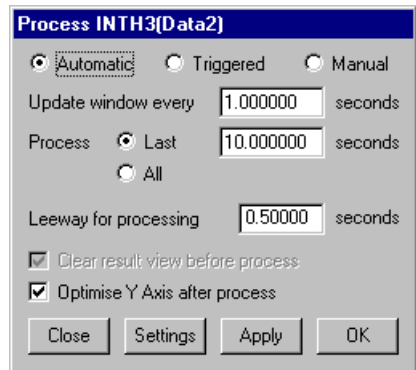 Process INTH3(Data2)
Automatic Triggered Manual
Update window every 1.000000 seconds
Process Last 10.000000 seconds
All
Leeway for processing 0.50000 seconds
Clear result view before process
Optimise Y Axis after process
Close Settings Apply OK